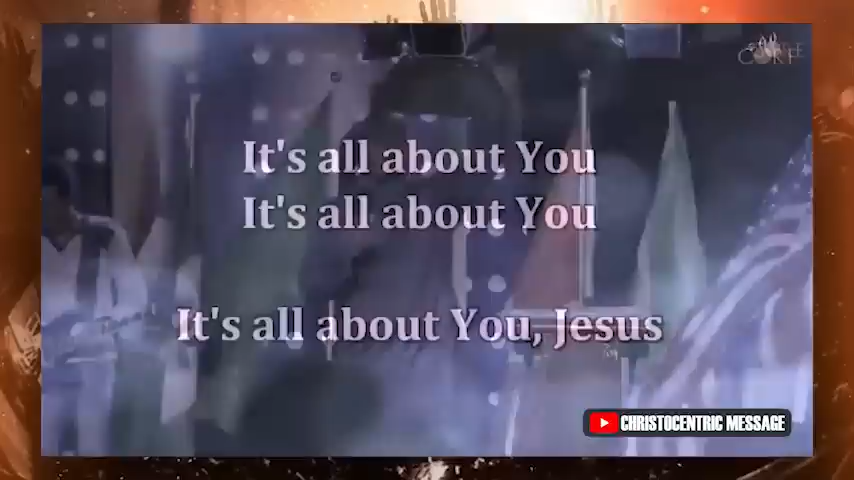 It's all about You
It's all about You
It's all about You, Jesus
CHRISTOCENTRIC MESSAGE